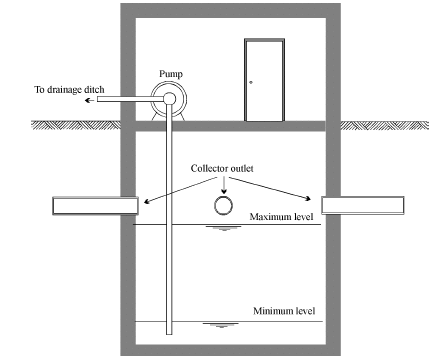 Pump
To drainage ditch
Collector outlet
Maximum level
Minimum level